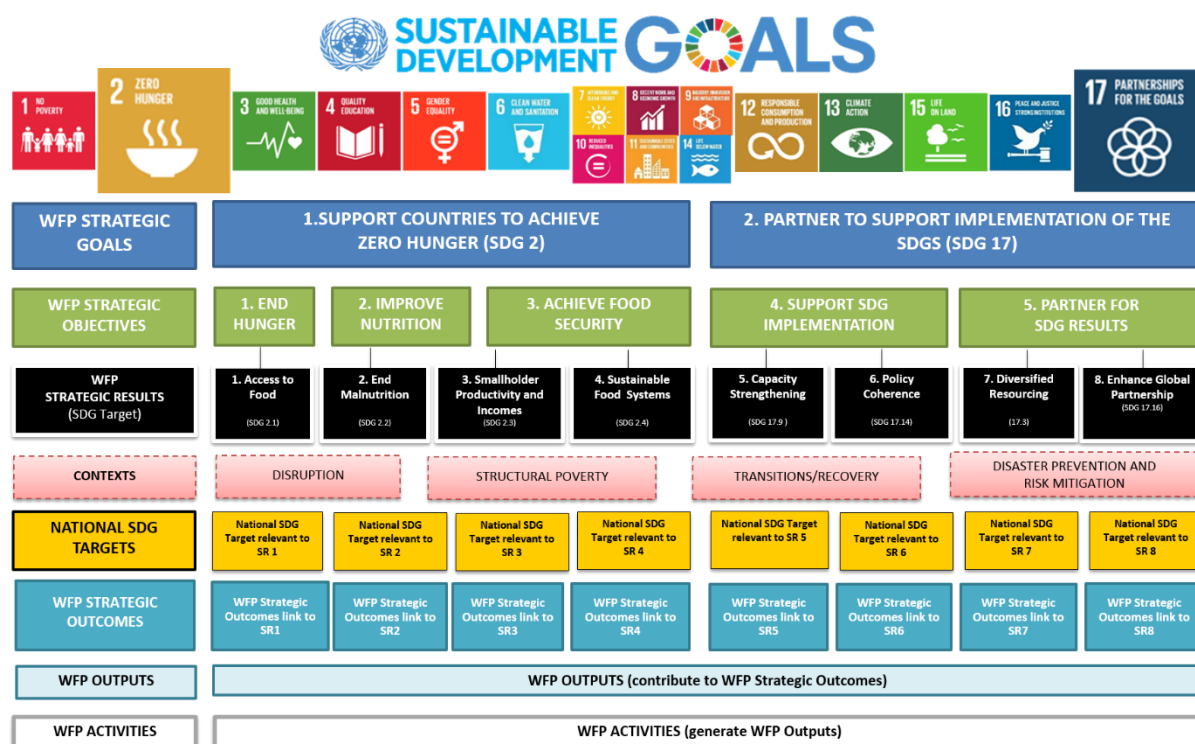 SUSTAINABLE
DEVELOPMENT
GOALS
1 NO
POVERTY
2 ZERO
HUNGER
3 GOOD HEALTH
AND WELL-BEING
4 QUALITY
EDUCATION
5 GENDER
EQUALITY
6 CLEAN WATER
AND SANITATION
7 AFFORDABLE AND
CLEAN ENERGY
8 DECENT WORK AND
ECONOMIC GROWTH
9 INDUSTRY, INNOVATION
AND INFRASTRUCTURE
10 REDUCED
INEQUALITIES
11 SUSTAINABLE CITIES
AND COMMUNITIES
14 LIFE
BELOW WATER
12 RESPONSIBLE
CONSUMPTION
AND PRODUCTION
13 CLIMATE
ACTION
15 LIFE
ON LAND
16 PEACE AND JUSTICE
STRONG INSTITUTIONS
17 PARTNERSHIPS
FOR THE GOALS
WFP STRATEGIC
GOALS
1.SUPPORT COUNTRIES TO ACHIEVE
ZERO HUNGER (SDG 2)
2. PARTNER TO SUPPORT IMPLEMENTATION OF THE
SDGS (SDG 17)
WFP STRATEGIC
OBJECTIVES
1. END
HUNGER
2. IMPROVE
NUTRITION
3. ACHIEVE FOOD
SECURITY
4. SUPPORT SDG
IMPLEMENTATION
5. PARTNER FOR
SDG RESULTS
WFP
STRATEGIC RESULTS
(SDG Target)
1. Access to
Food
(SDG 2.1)
2. End
Malnutrition
(SDG 2.2)
3. Smallholder
Productivity and
Incomes
(SDG 2.3)
4. Sustainable
Food Systems
(SDG 2.4)
5. Capacity
Strengthening
(SDG 17.9 )
6. Policy
Coherence
(SDG 17.14)
7. Diversified
Resourcing
(17.3)
8. Enhance Global
Partnership
(SDG 17.16)
CONTEXTS
DISRUPTION
STRUCTURAL POVERTY
TRANSITIONS/RECOVERY
DISASTER PREVENTION AND
RISK MITIGATION
NATIONAL SDG
TARGETS
National SDG
Target relevant to
SR 1
National SDG
Target relevant to
SR 2
National SDG
Target relevant to
SR 3
National SDG
Target relevant to
SR 4
National SDG Target
relevant to SR 5
National SDG
Target relevant to
SR 6
National SDG
Target relevant to
SR 7
National SDG
Target relevant to
SR 8
WFP STRATEGIC
OUTCOMES
WFP Strategic
Outcomes link to
SR1
WFP Strategic
Outcomes link to
SR2
WFP Strategic
Outcomes link to
SR3
WFP Strategic
Outcomes link to
SR4
WFP Strategic
Outcomes link to
SR5
WFP Strategic
Outcomes link to
SR6
WFP Strategic
Outcomes link to
SR7
WFP Strategic
Outcomes link to
SR8
WFP OUTPUTS
WFP OUTPUTS (contribute to WFP Strategic Outcomes)
WFP ACTIVITIES
WFP ACTIVITIES (generate WFP Outputs)